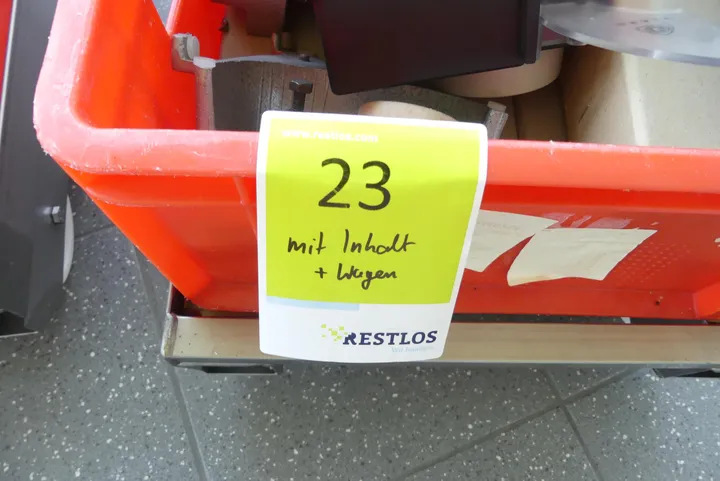 www.restlos.com
23
mit Inhalt
+ Wagen
RESTLOS